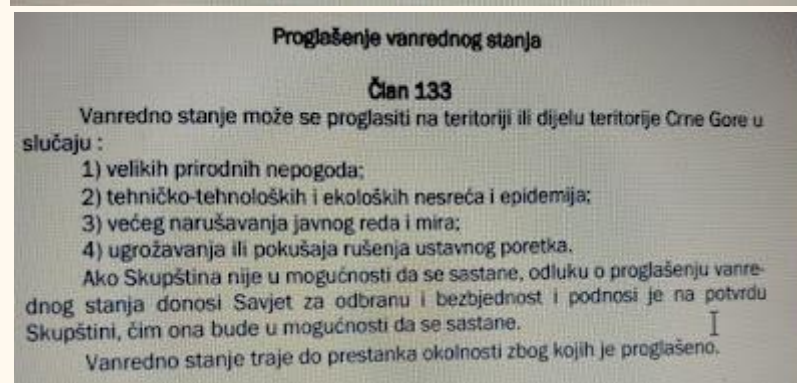 Proglašenje vanrednog stanja
Član 133
Vanredno stanje može se proglasiti na teritoriji ili dijelu teritorije Crne Gore u
slučaju :
1) velikih prirodnih nepogoda;
2) tehničko-tehnoloških i ekoloških nesreća i epidemija;
3) većeg narušavanja javnog reda i mira;
4) ugrožavanja ili pokušaja rušenja ustavnog poretka.
Ako Skupština nije u mogućnosti da se sastane, odluku o proglašenju vanre-
dnog stanja donosi Savjet za odbranu i bezbjednost i podnosi je na potvrdu
Skupštini, čim ona bude u mogućnosti da se sastane.
Vanredno stanje traje do prestanka okolnosti zbog kojih je proglašeno.